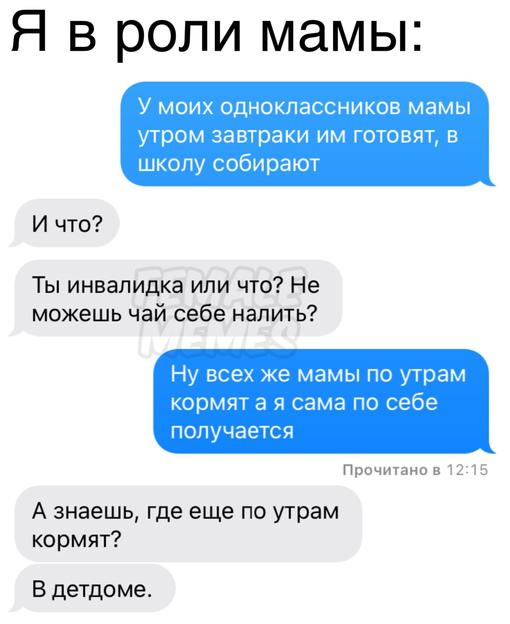 Я в роли мамы:
У моих одноклассников мамы
утром завтраки им готовят, в
школу собирают
И что?
Ты инвалидка или что? Не
можешь чай себе налить?
FEMALE
MEMES
Ну всех же мамы по утрам
кормят а я сама по себе
получается
Прочитано в 12:15
А знаешь, где еще по утрам
кормят?
В детдоме.